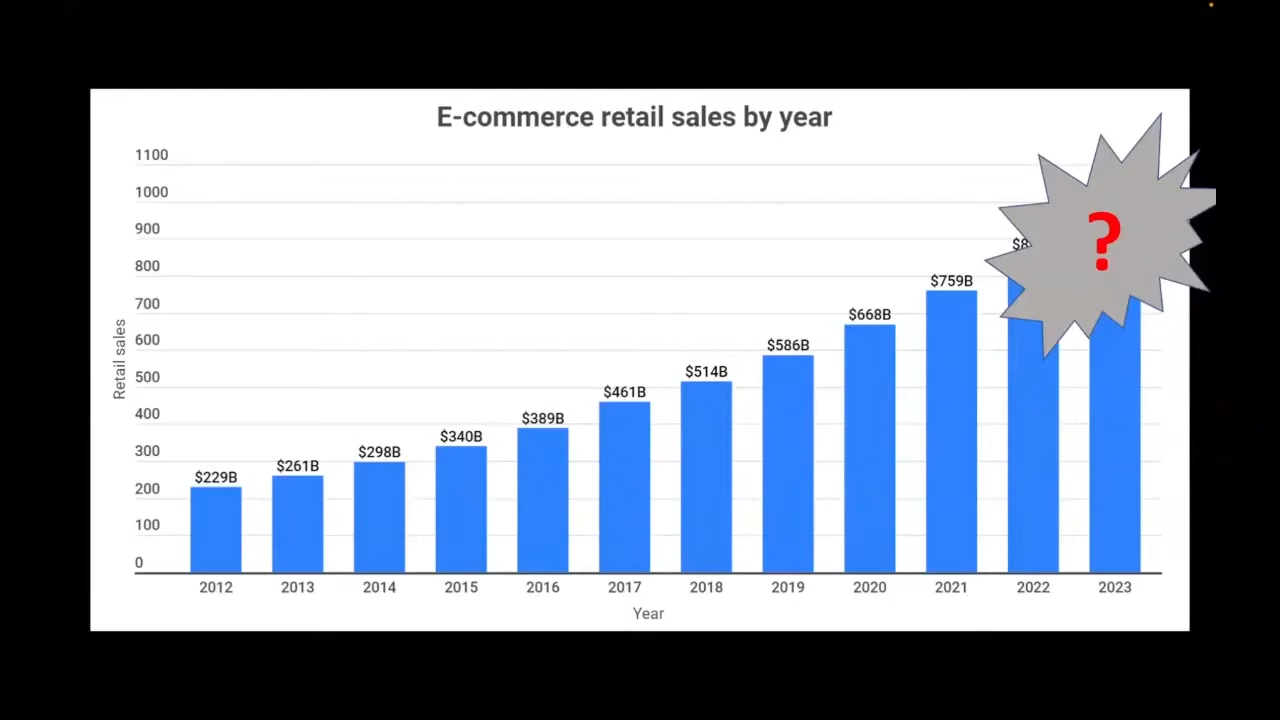 E-commerce retail sales by year
1100
1000
900
800
700
600
500
400
300
200
100
0
Retail sales
$229B
$261B
$298B
$340B
$389B
$461B
$514B
$586B
$668B
$759B
$8
?
2012 2013 2014 2015 2016 2017 2018 2019 2020 2021 2022 2023
Year